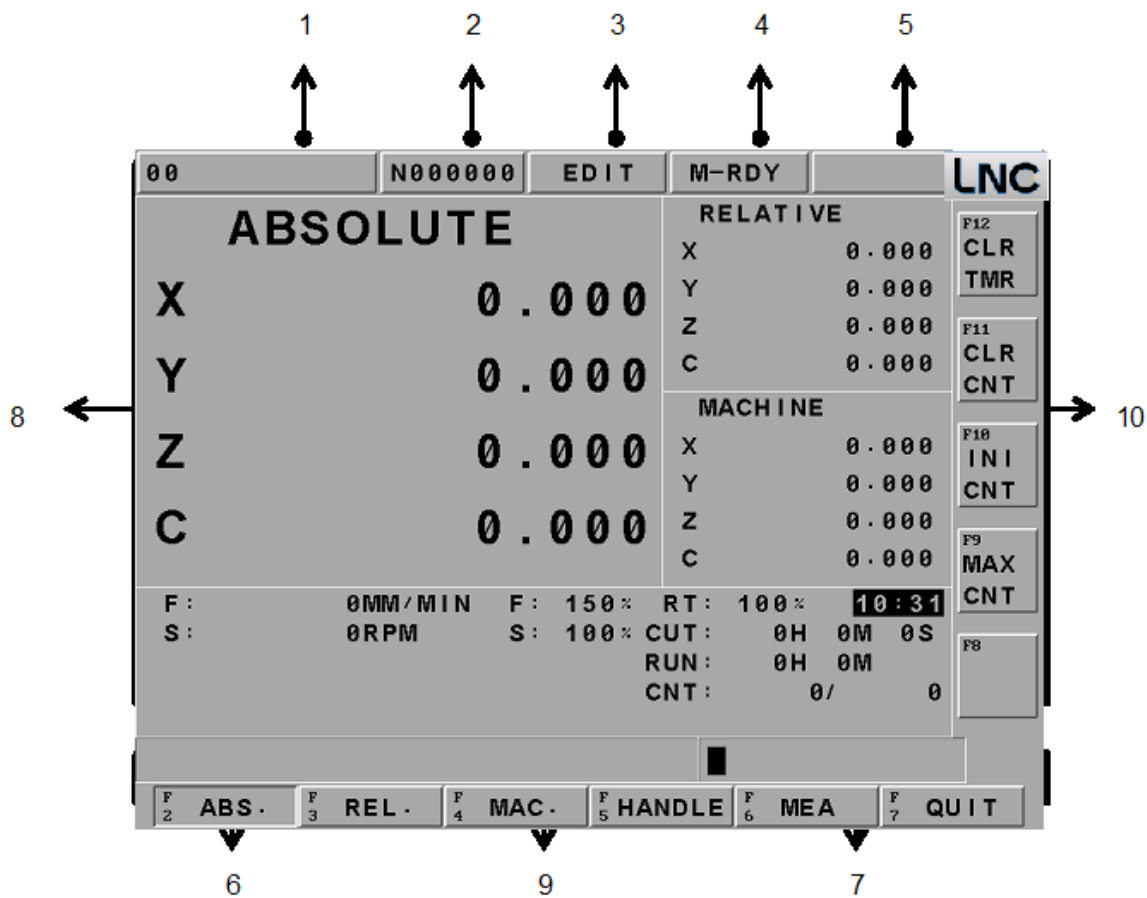 1 2 3 4 5
00 N000000 EDIT M-RDY LNC
ABSOLUTE
X 0.000
Y 0.000
Z 0.000
C 0.000
RELATIVE
X 0.000
Y 0.000
Z 0.000
C 0.000
MACHINE
X 0.000
Y 0.000
Z 0.000
C 0.000
F12
CLR
TMR
F11
CLR
CNT
F10
INI
CNT
F9
MAX
CNT
F8
8
10
F: 0MM/MIN F: 150% RT: 100% 10:31
S: 0RPM S: 100% CUT: 0H 0M 0S
RUN: 0H 0M
CNT: 0/ 0
F2 ABS. F3 REL. F4 MAC. F5 HANDLE F6 MEA F7 QUIT
6 9 7